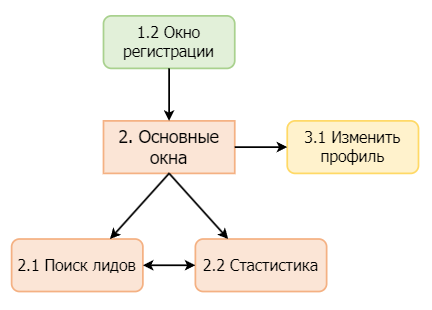 1.2 Окно
регистрации
2. Основные
окна
3.1 Изменить
профиль
2.1 Поиск лидов
2.2 Стастистика